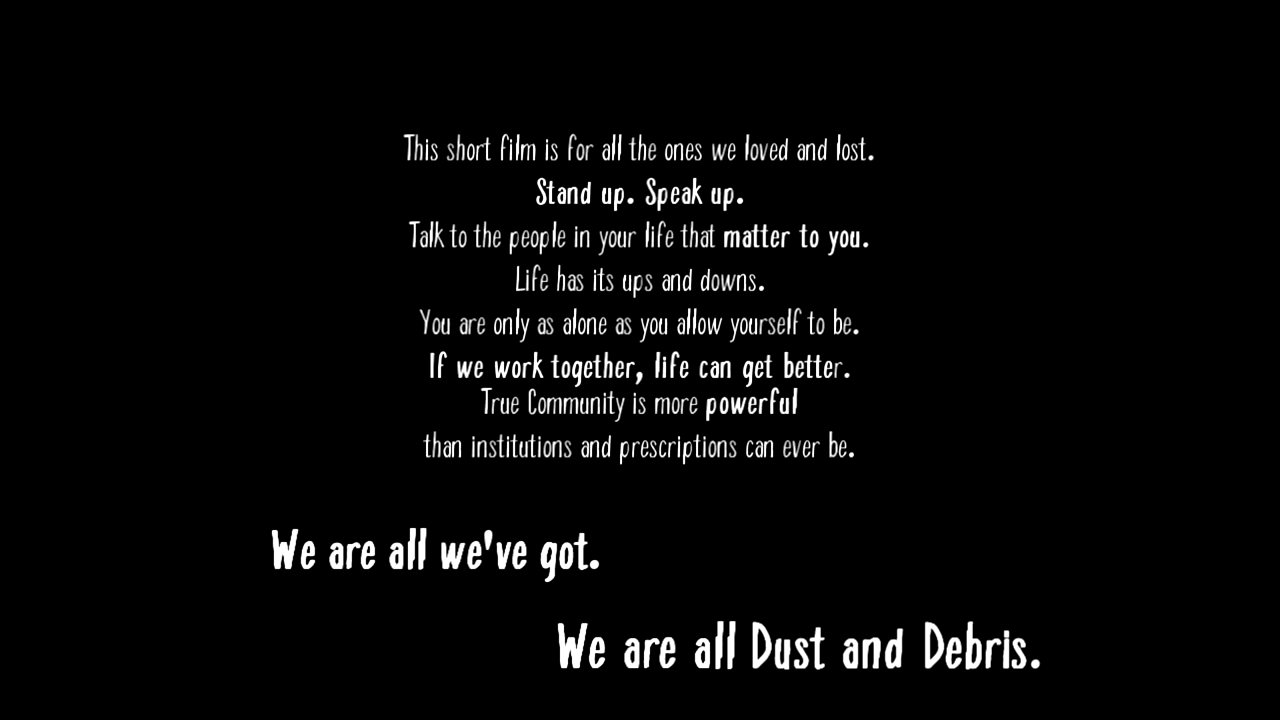 This short film is for all the ones we loved and lost.
Stand up. Speak up.
Talk to the people in your life that matter to you.
Life has its ups and downs.
You are only as alone as you allow yourself to be.
If we work together, life can get better.
True Community is more powerful
than institutions and prescriptions can ever be.
We are all we've got.
We are all Dust and Debris.